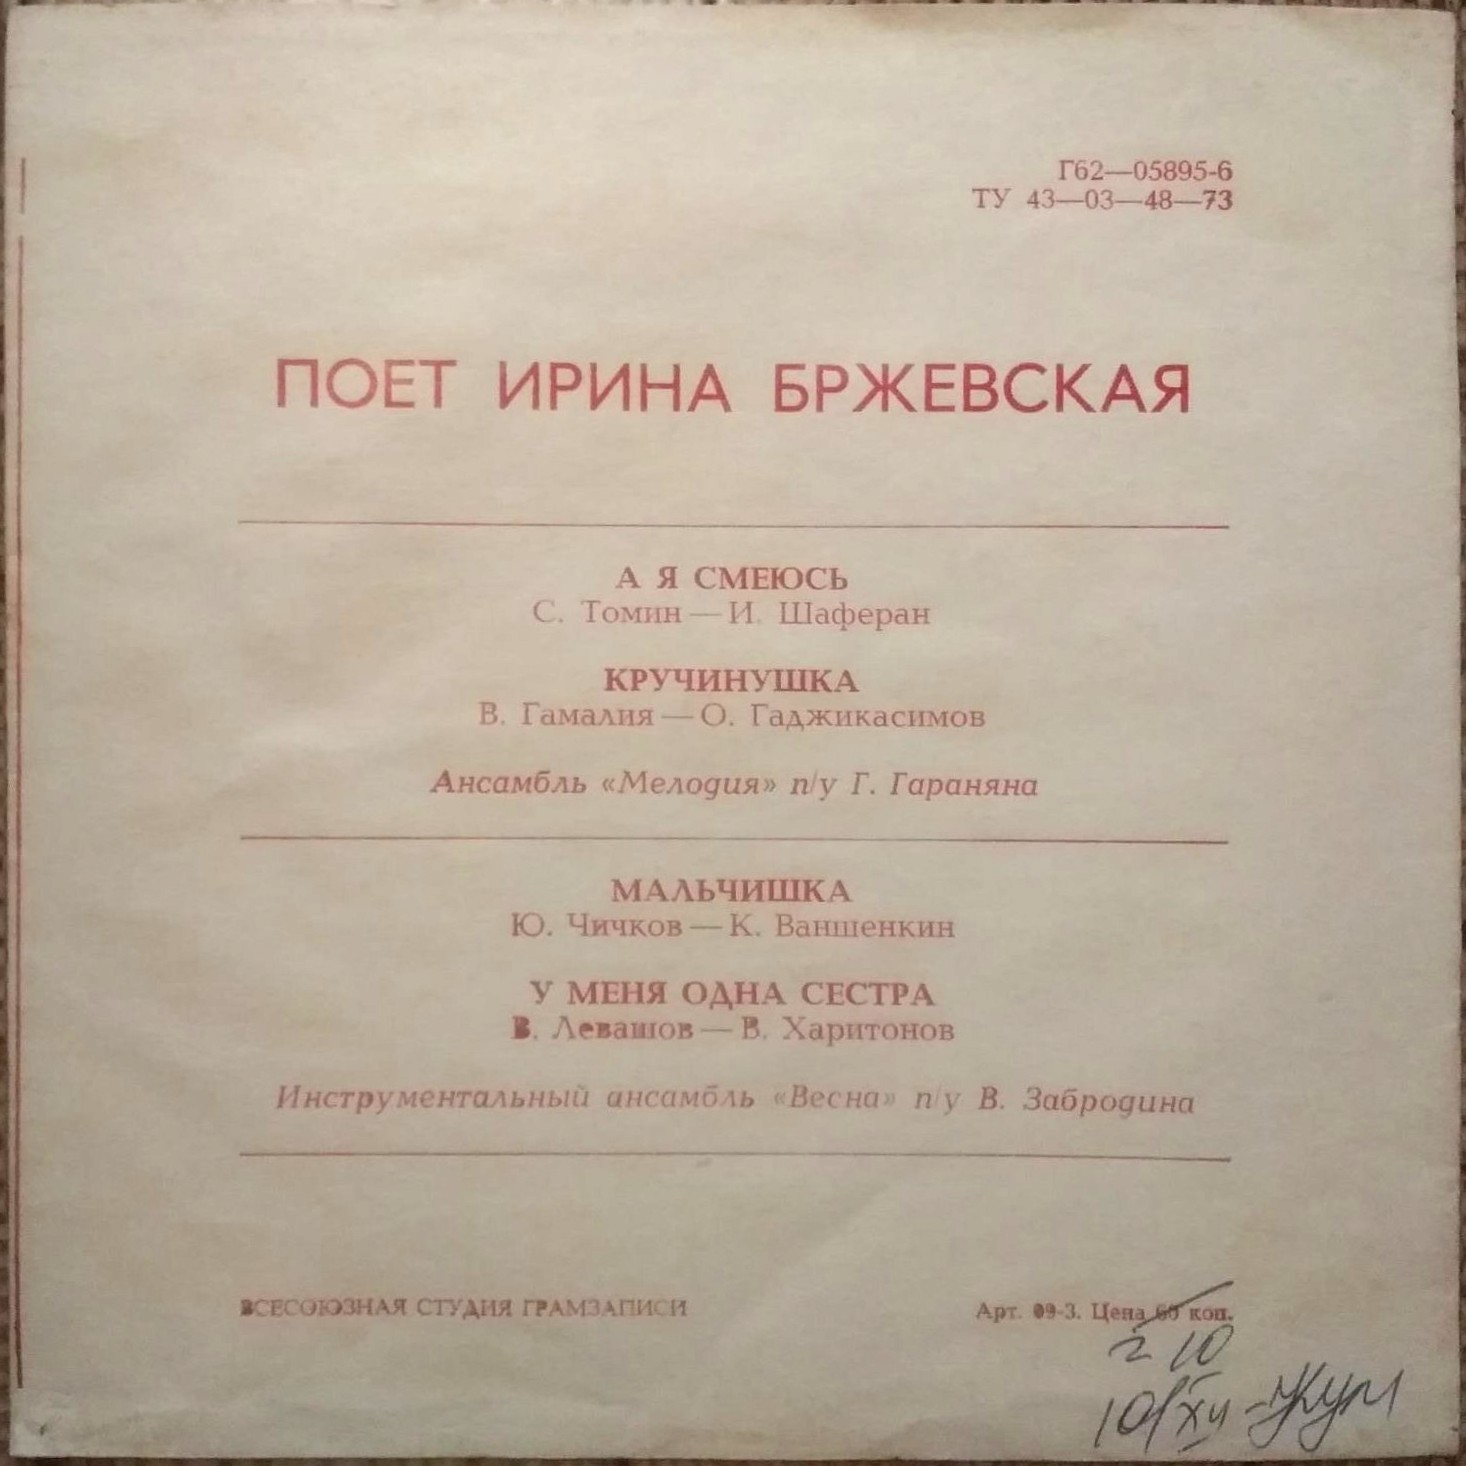 Г62—05895-6
ТУ 43—03—48—73
ПОЕТ ИРИНА БРЖЕВСКАЯ
А Я СМЕЮСЬ
С. Томин — И. Шаферан
КРУЧИНУШКА
В. Гамалия — О. Гаджикасимов
Ансамбль «Мелодия» п/у Г. Гараняна
МАЛЬЧИШКА
Ю. Чичков — К. Ваншенкин
У МЕНЯ ОДНА СЕСТРА
В. Левашов — В. Харитонов
Инструментальный ансамбль «Весна» п/у В. Забродина
ВСЕСОЮЗНАЯ СТУДИЯ ГРАМЗАПИСИ
Арт. 09-3. Цена коп.
2 10